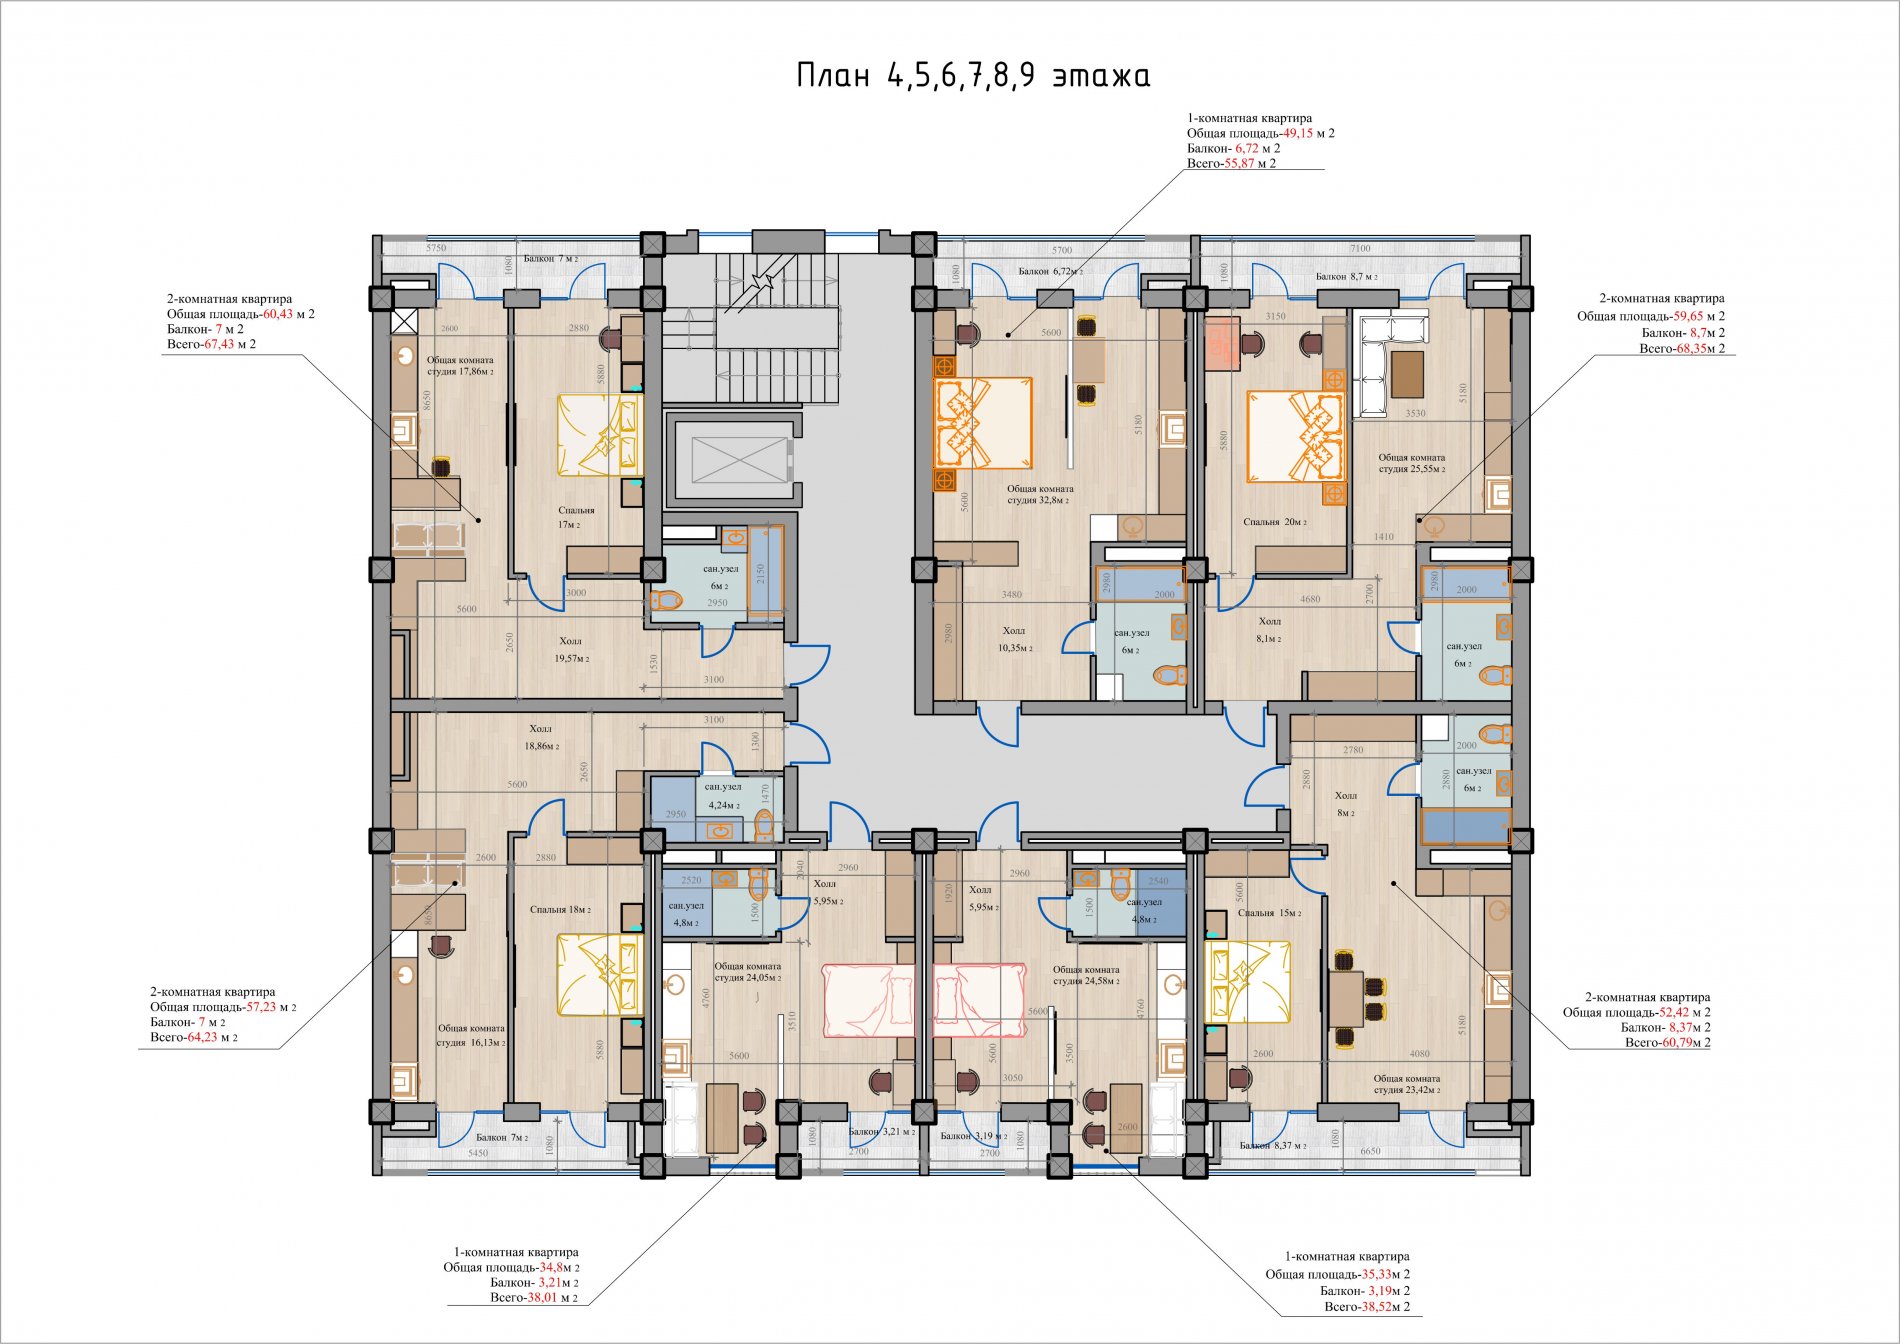 План 4,5,6,7,8,9 этажа
1-комнатная квартира
Общая площадь-49,15 м 2
Балкон- 6,72 м 2
Всего-55,87 м 2
2-комнатная квартира
Общая площадь-60,43 м 2
Балкон- 7 м 2
Всего-67,43 м 2
2-комнатная квартира
Общая площадь-59,65 м 2
Балкон- 8,7м 2
Всего-68,35м 2
5750
1080
Балкон 7 м 2
2600
2880
Общая комната
студия 17,86м 2
8650
5880
Спальня
17м 2
3000
5600
2650
Холл
19,57м 2
1530
3100
сан.узел
6м 2
2950
2150
5700
1080
Балкон 6,72м 2
5600
5180
Общая комната
студия 32,8м 2
5600
3480
2980
Холл
10,35м 2
2980
2000
сан.узел
6м 2
7100
1080
Балкон 8,7 м 2
3150
5880
5180
3530
Общая комната
студия 25,55м 2
Спальня 20м 2
1410
4680
2700
Холл
8,1м 2
2980
2000
сан.узел
6м 2
Холл
18,86м 2
3100
1300
2650
5600
сан.узел
4,24м 2
1470
2950
2600
2880
8650
Спальня 18м 2
Общая комната
студия 16,13м 2
5880
Балкон 7м 2
1080
5450
2-комнатная квартира
Общая площадь-57,23 м 2
Балкон- 7 м 2
Всего-64,23 м 2
2520
сан.узел
4,8м 2
1500
2040
2960
Холл
5,95м 2
Общая комната
студия 24,05м 2
4760
3510
5600
1080
Балкон 3,21 м 2
2700
2960
1920
Холл
5,95м 2
1500
2540
сан.узел
4,8м 2
Общая комната
студия 24,58м 2
4760
5600
5600
3500
3050
Балкон 3,19 м 2
1080
2700
2600
2780
2880
Холл
8м 2
2000
сан.узел
6м 2
2880
5600
Спальня 15м 2
2600
5180
4080
Общая комната
студия 23,42м 2
Балкон 8,37 м 2
1080
6650
2-комнатная квартира
Общая площадь-52,42 м 2
Балкон- 8,37м 2
Всего-60,79м 2
1-комнатная квартира
Общая площадь-34,8м 2
Балкон- 3,21м 2
Всего-38,01 м 2
1-комнатная квартира
Общая площадь-35,33м 2
Балкон- 3,19м 2
Всего-38,52м 2